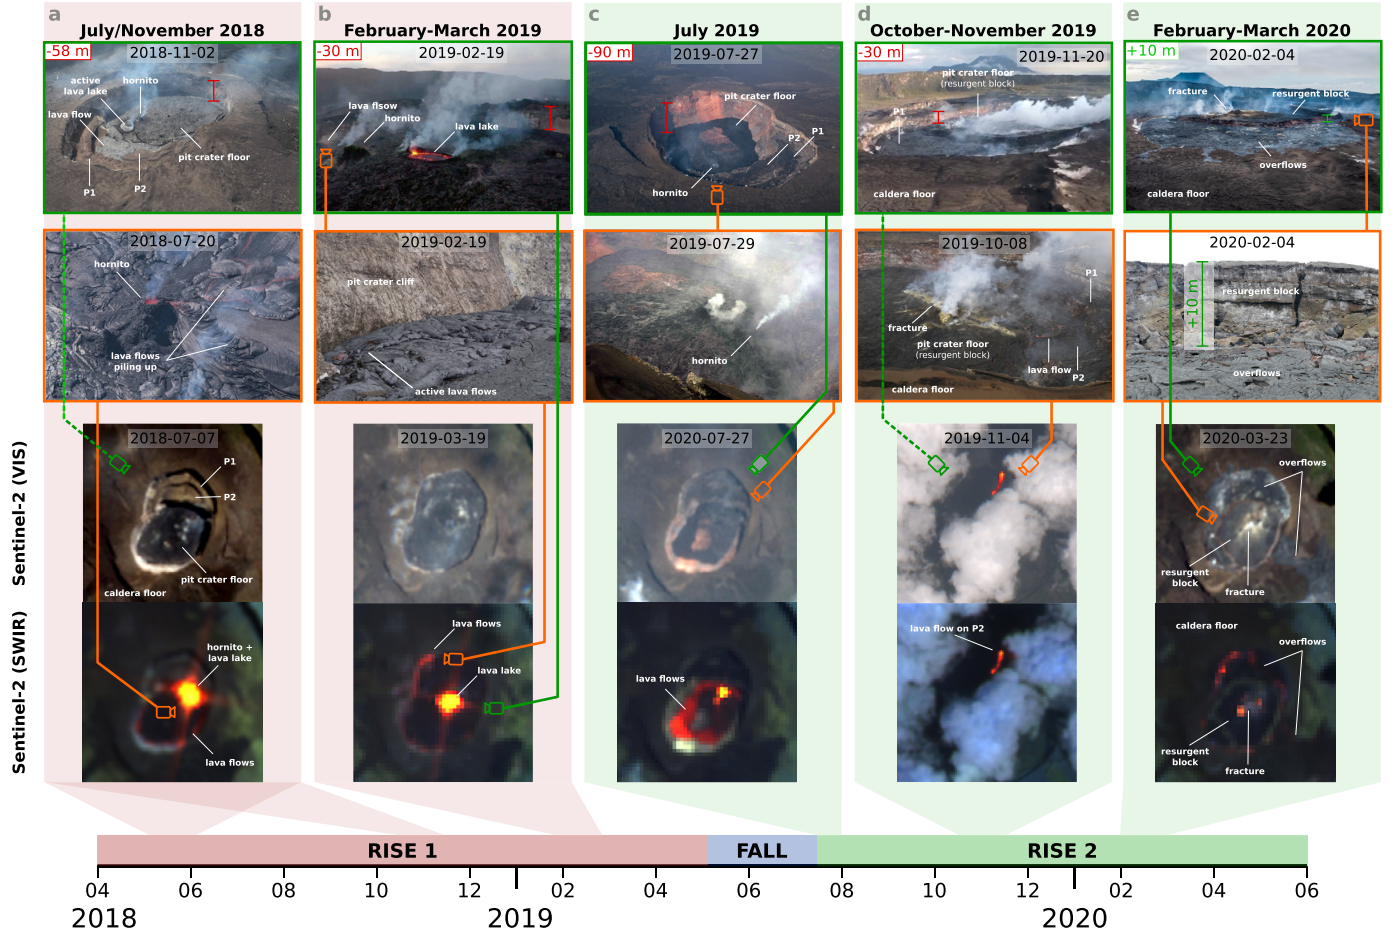 a
July/November 2018
-58 m
2018-11-02
active
lava lake
hornito
lava flow
pit crater floor
P1
P2
2018-07-20
hornito
lava flows
piling up
b
February-March 2019
-30 m
2019-02-19
lava flsow
hornito
lava lake
2019-02-19
pit crater cliff
active lava flows
c
July 2019
-90 m
2019-07-27
pit crater floor
P2
P1
hornito
2019-07-29
hornito
d
October-November 2019
-30 m
2019-11-20
pit crater floor
(resurgent block)
P1
caldera floor
2019-10-08
P1
fracture
pit crater floor
(resurgent block)
lava flow
P2
caldera floor
e
February-March 2020
+10 m
2020-02-04
fracture
resurgent block
overflows
caldera floor
2020-02-04
+10 m
resurgent block
overflows
Sentinel-2 (VIS)
2018-07-07
P1
P2
pit crater floor
caldera floor
2019-03-19
2020-07-27
2019-11-04
2020-03-23
overflows
resurgent
block
fracture
Sentinel-2 (SWIR)
hornito +
lava lake
lava flows
lava flows
lava lake
lava flows
lava flow on P2
caldera floor
overflows
resurgent
block
fracture
RISE 1
FALL
RISE 2
04
06
08
10
12
02
04
06
08
10
12
02
04
06
2018
2019
2020